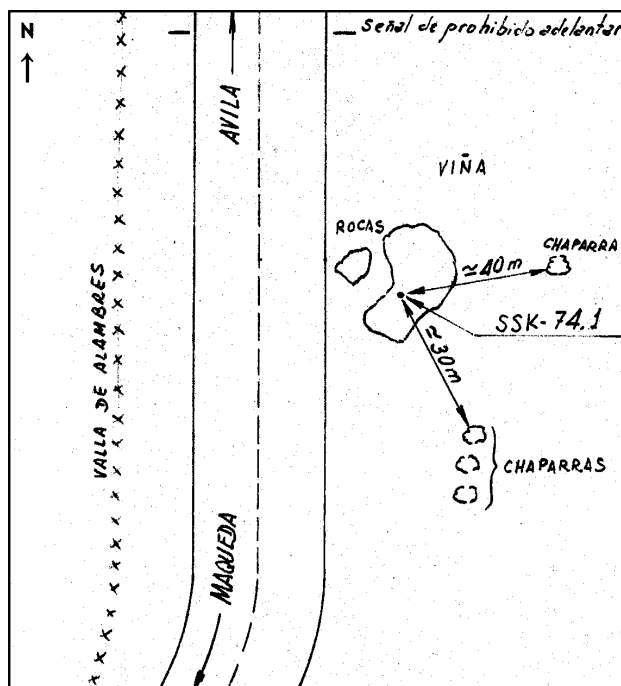 N
Señal de prohibido adelantar
AVILA
VIÑA
ROCAS
CHAPARRA
≃40m
SSK-74.1
≃30m
VALLA DE ALAMBRES
CHAPARRAS
MAQUEDA